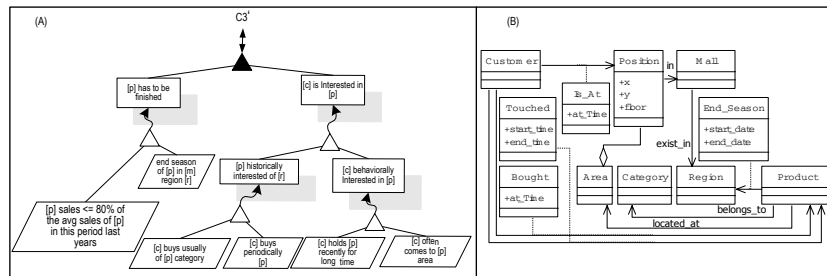 (A)
C3'
[p] has to be
finished
[c] is Interested in
[p]
end season
of [p] in [m]
region [r]
[p] sales <= 80% of
the avg sales of [p]
in this period last
years
[p] historically
interested of [r]
[c] behaviorally
Interested in [p]
[c] buys usually
of [p] category
[c] buys
periodically
[p]
[c] holds [p]
recently for
long time
[c] often
comes to [p]
area
(B)
Customer
Position
+x
+y
+floor
in
Mall
Is_At
+at_Time
Touched
+start_time
+end_time
End_Season
+start_date
+end_date
exist_in
Bought
+at_Time
Area
Category
Region
Product
belongs_to
located_at